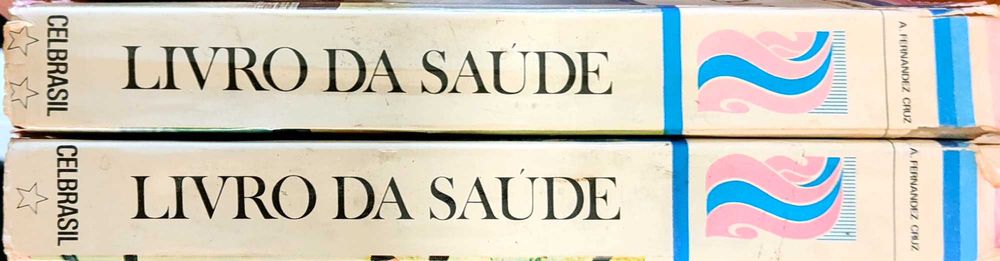 CELBRASIL
LIVRO DA SAÚDE
A. FERNANDEZ CRUZ
CELBRASIL
LIVRO DA SAÚDE
A. FERNANDEZ CRUZ